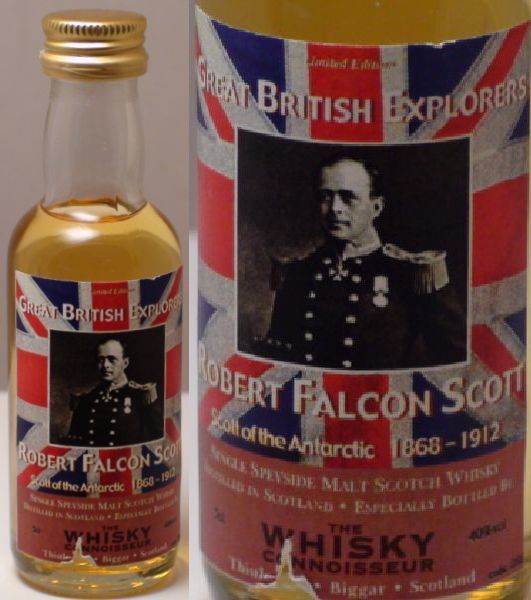 Limited Edition
GREAT BRITISH EXPLORERS
ROBERT FALCON SCOTT
Scott of the Antarctic 1868-1912
SINGLE SPEYSIDE MALT SCOTCH WHISKY
DISTILLED IN SCOTLAND • ESPECIALLY BOTTLED BY
5cl
THE
WHISKY
CONNOISSEUR
Biggar • Scotland
Limited Edition
GREAT BRITISH EXPLORERS
ROBERT FALCON SCOTT
Scott of the Antarctic 1868-1912
SINGLE SPEYSIDE MALT SCOTCH WHISKY
DISTILLED IN SCOTLAND • ESPECIALLY BOTTLED BY
5cl THE 40%vol
WHISKY
CONNOISSEUR
Biggar • Scotland